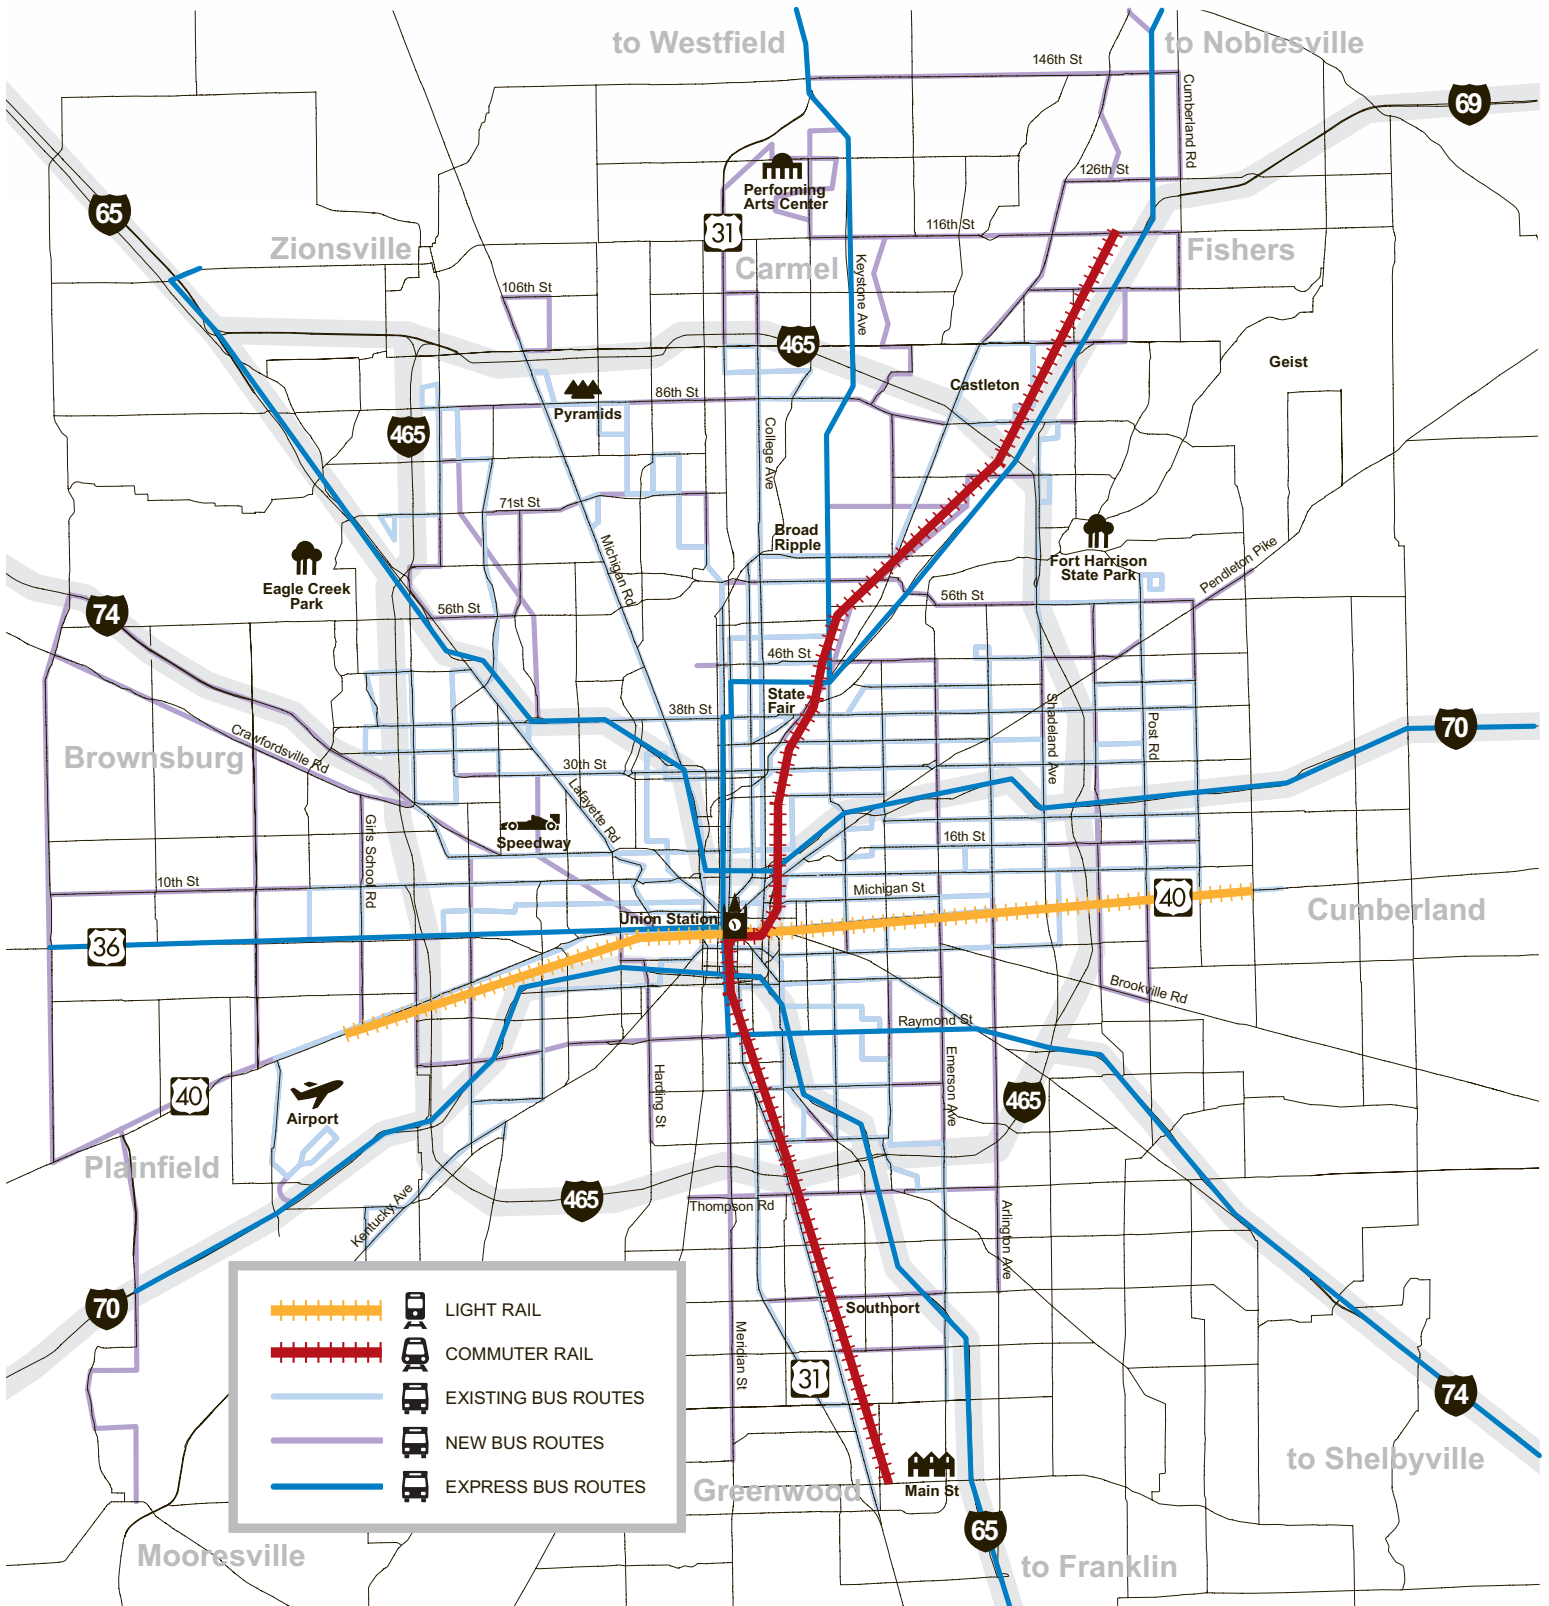 to Westfield
to Noblesville
146th St
69
Cumberland Rd
126th St
Performing
Arts Center
65
31
116th St
Zionsville
Carmel
Fishers
Keystone Ave
106th St
465
Geist
Castleton
86th St
Pyramids
465
College Ave
71st St
Broad
Ripple
Michigan Rd
Fort Harrison
State Park
Pendleton Pike
Eagle Creek
Park
74
56th St
56th St
46th St
State
Fair
38th St
Shadeland Ave
Post Rd
70
Crawfordsville Rd
Brownsburg
30th St
Lafayette Rd
Speedway
Girls School Rd
16th St
10th St
Michigan St
40
Union Station
Cumberland
36
Brookville Rd
Raymond St
Harding St
Emerson Ave
40
Airport
465
Plainfield
465
Kentucky Ave
Thompson Rd
Arlington Ave
70
LIGHT RAIL
Southport
COMMUTER RAIL
Meridian St
31
EXISTING BUS ROUTES
74
NEW BUS ROUTES
to Shelbyville
EXPRESS BUS ROUTES
Greenwood
Main St
65
Mooresville
to Franklin